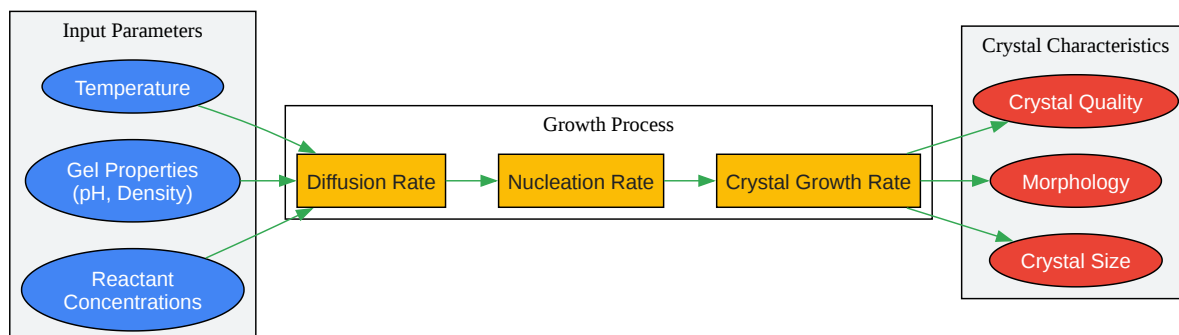 Input Parameters
Temperature
Gel Properties
(pH, Density)
Reactant
Concentrations
Growth Process
Diffusion Rate
Nucleation Rate
Crystal Growth Rate
Crystal Characteristics
Crystal Quality
Morphology
Crystal Size